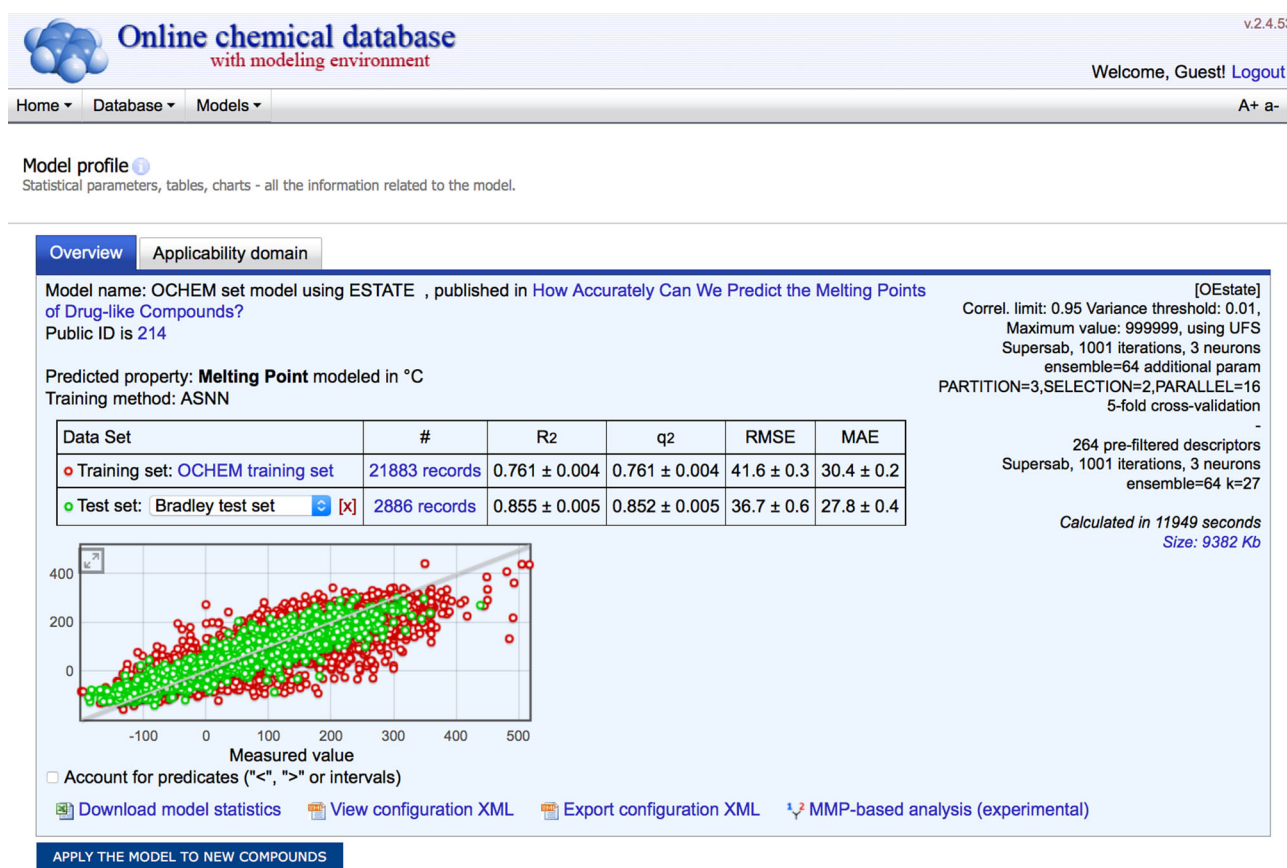 Online chemical database
with modeling environment
v.2.4.53
Welcome, Guest! Logout
Home Database Models
A+ a-
Model profile
Statistical parameters, tables, charts - all the information related to the model.
Overview Applicability domain
Model name: OCHEM set model using ESTATE , published in How Accurately Can We Predict the Melting Points
of Drug-like Compounds?
Public ID is 214
Predicted property: Melting Point modeled in °C
Training method: ASNN
Data Set # R2 q2 RMSE MAE
Training set: OCHEM training set 21883 records 0.761 ± 0.004 0.761 ± 0.004 41.6 ± 0.3 30.4 ± 0.2
Test set: Bradley test set [x] 2886 records 0.855 ± 0.005 0.852 ± 0.005 36.7 ± 0.6 27.8 ± 0.4
[OEstate]
Correl. limit: 0.95 Variance threshold: 0.01,
Maximum value: 999999, using UFS
Supersab, 1001 iterations, 3 neurons
ensemble=64 additional param
PARTITION=3,SELECTION=2,PARALLEL=16
5-fold cross-validation
-
264 pre-filtered descriptors
Supersab, 1001 iterations, 3 neurons
ensemble=64 k=27
Calculated in 11949 seconds
Size: 9382 Kb
400
200
0
-100 0 100 200 300 400 500
Measured value
Account for predicates ("<", ">" or intervals)
Download model statistics View configuration XML Export configuration XML MMP-based analysis (experimental)
APPLY THE MODEL TO NEW COMPOUNDS